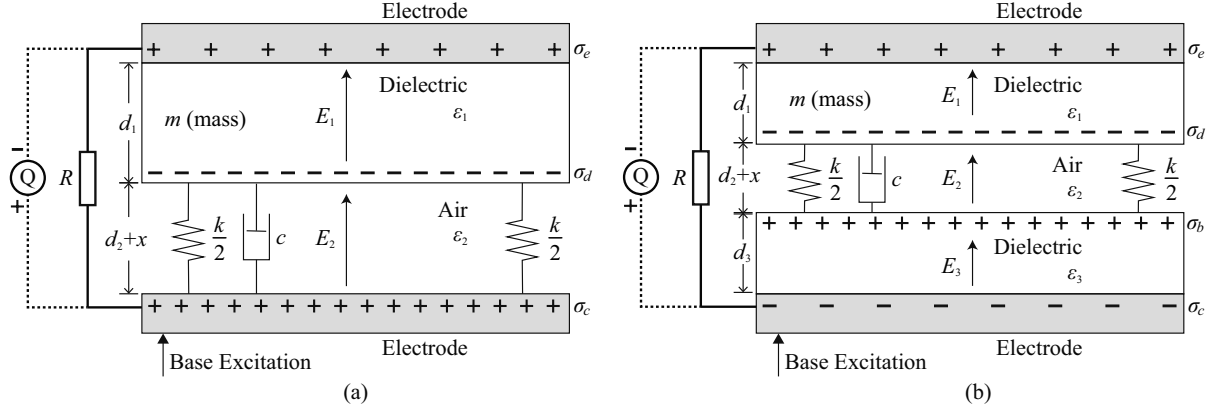 Electrode
+ + + + + + + + σe
Dielectric
m (mass)
E1
ε1
d1
− − − − − − − − − − − − − − σd
−
Q
+
R
Air
k/2
c
E2
ε2
k/2
d2+x
+ + + + + + + + + + + + + + σc
Base Excitation
Electrode
(a)
Electrode
+ + + + + + + + σe
Dielectric
m (mass)
E1
ε1
d1
σd
−
Q
+
R
Air
k/2
c
E2
ε2
k/2
d2+x
σb
Dielectric
E3
ε3
d3
σc
Base Excitation
Electrode
(b)